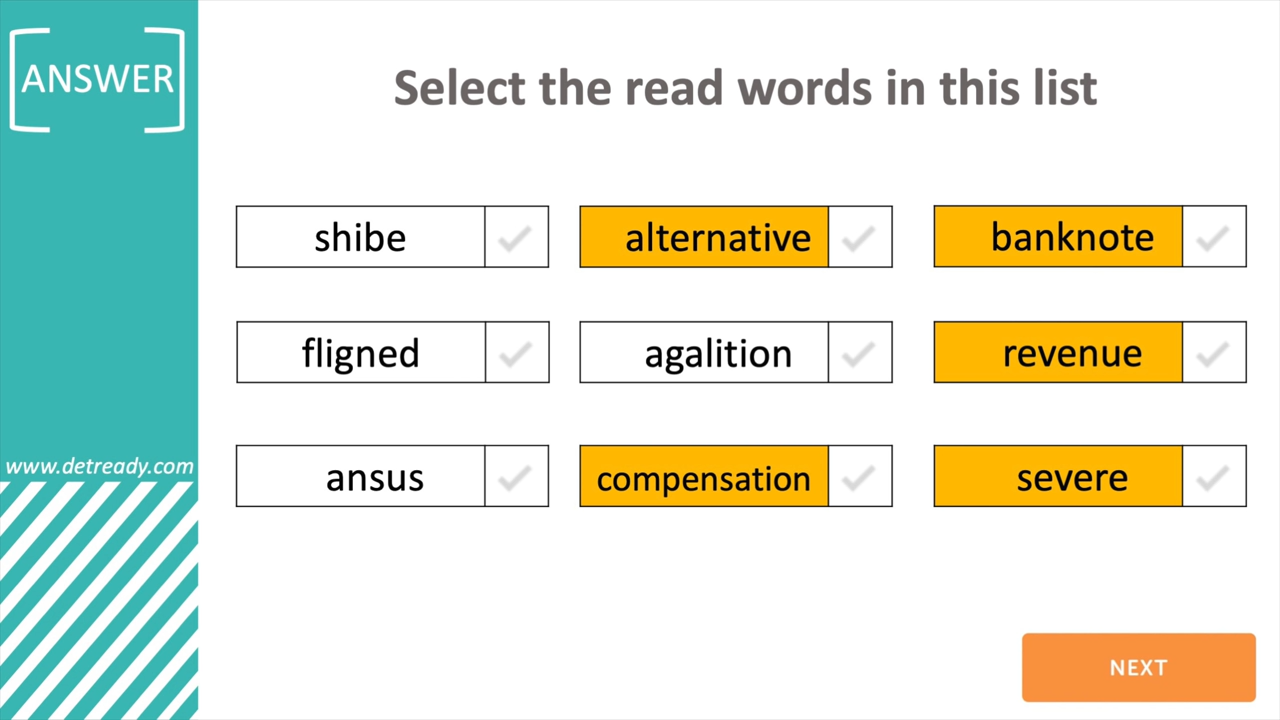 ANSWER
Select the read words in this list
shibe
alternative
banknote
fligned
agalition
revenue
ansus
compensation
severe
www.detready.com
NEXT